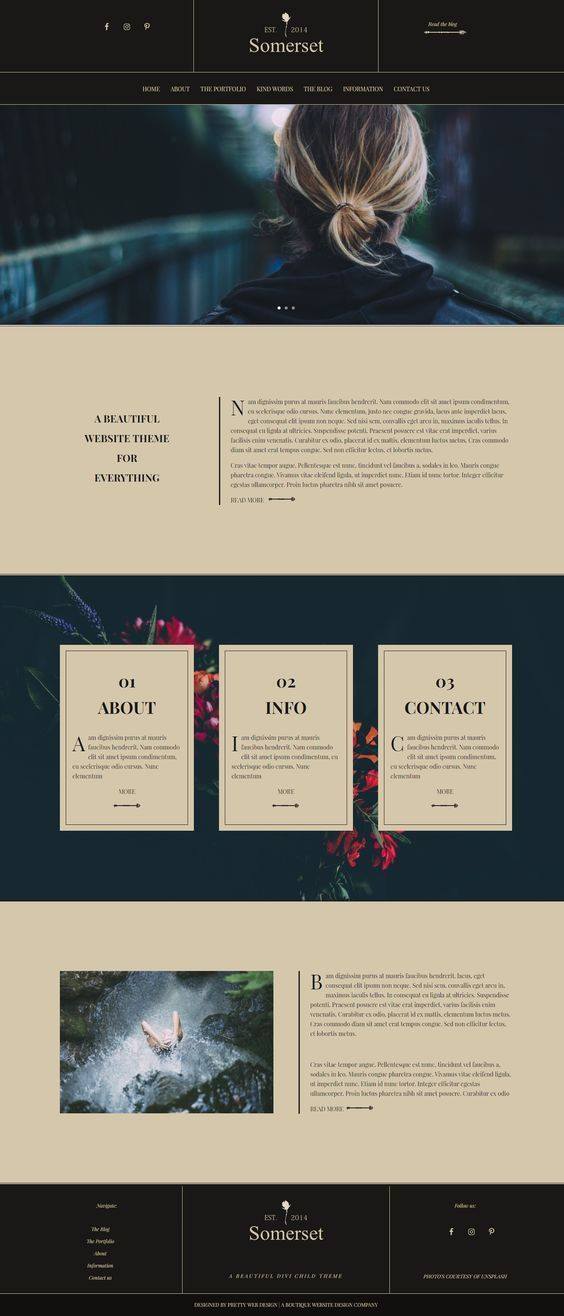 Read the blog
EST. 2014
Somerset
HOME ABOUT THE PORTFOLIO KIND WORDS THE BLOG INFORMATION CONTACT US
A BEAUTIFUL
WEBSITE THEME
FOR
EVERYTHING
Nam dignissim purus at mauris faucibus hendrerit. Nam commodo elit sit amet ipsum condimentum,
eu scelerisque odio cursus. Nunc elementum, justo nec congue gravida, lacus ante imperdiet lacus,
eget consequat elit ipsum non neque. Sed nisi sem, convallis eget arcu in, maximus iaculis tellus. In
consequat eu ligula at ultricies. Suspendisse potenti. Praesent posuere est vitae erat imperdiet, varius
facilisis enim venenatis. Curabitur ex odio, placerat id ex mattis, elementum luctus metus. Cras commodo
diam sit amet erat tempus congue. Sed non efficitur lectus, et lobortis metus.
Cras vitae tempor augue. Pellentesque est nunc, tincidunt vel faucibus a, sodales in leo. Mauris congue
pharetra congue. Vivamus vitae eleifend ligula, ut imperdiet nunc. Etiam id nunc tortor. Integer efficitur
egestas ullamcorper. Proin luctus pharetra nibh sit amet posuere.
READ MORE
01
ABOUT
Aam dignissim purus at mauris
faucibus hendrerit. Nam commodo
elit sit amet ipsum condimentum,
eu scelerisque odio cursus. Nunc
elementum
MORE
02
INFO
Iam dignissim purus at mauris
faucibus hendrerit. Nam commodo
elit sit amet ipsum condimentum, eu
scelerisque odio cursus. Nunc
elementum
MORE
03
CONTACT
Cam dignissim purus at mauris
faucibus hendrerit. Nam commodo
elit sit amet ipsum condimentum,
eu scelerisque odio cursus. Nunc
elementum
MORE
Bam dignissim purus at mauris faucibus hendrerit. lacus, eget
consequat elit ipsum non neque. Sed nisi sem, convallis eget arcu in,
maximus iaculis tellus. In consequat eu ligula at ultricies. Suspendisse
potenti. Praesent posuere est vitae erat imperdiet, varius facilisis enim
venenatis. Curabitur ex odio, placerat id ex mattis, elementum luctus metus.
Cras commodo diam sit amet erat tempus congue. Sed non efficitur lectus,
et lobortis metus.
Cras vitae tempor augue. Pellentesque est nunc, tincidunt vel faucibus a,
sodales in leo. Mauris congue pharetra congue. Vivamus vitae eleifend ligula,
ut imperdiet nunc. Etiam id nunc tortor. Integer efficitur egestas
ullamcorper. Proin luctus pharetra nibh sit amet posuere. Curabitur ex odio
READ MORE
Navigate:
The Blog
The Portfolio
About
Information
Contact us
EST. 2014
Somerset
A BEAUTIFUL DIVI CHILD THEME
Follow us:
PHOTO'S COURTESY OF UNSPLASH
DESIGNED BY PRETTY WEB DESIGN | A BOUTIQUE WEBSITE DESIGN COMPANY